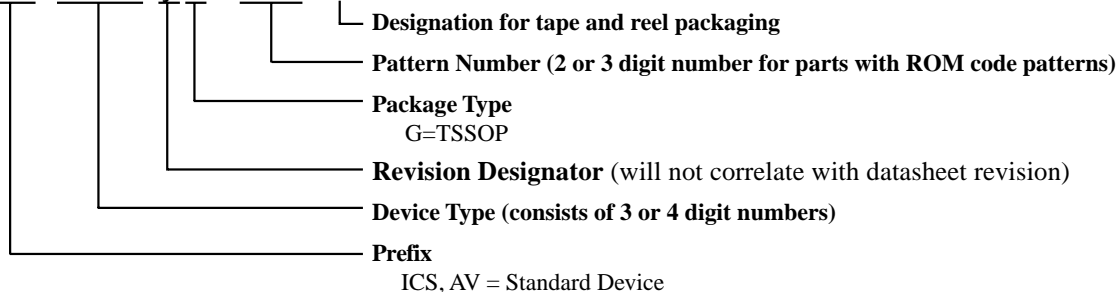 Designation for tape and reel packaging
Pattern Number (2 or 3 digit number for parts with ROM code patterns)
Package Type
G=TSSOP
Revision Designator (will not correlate with datasheet revision)
Device Type (consists of 3 or 4 digit numbers)
Prefix
ICS, AV = Standard Device